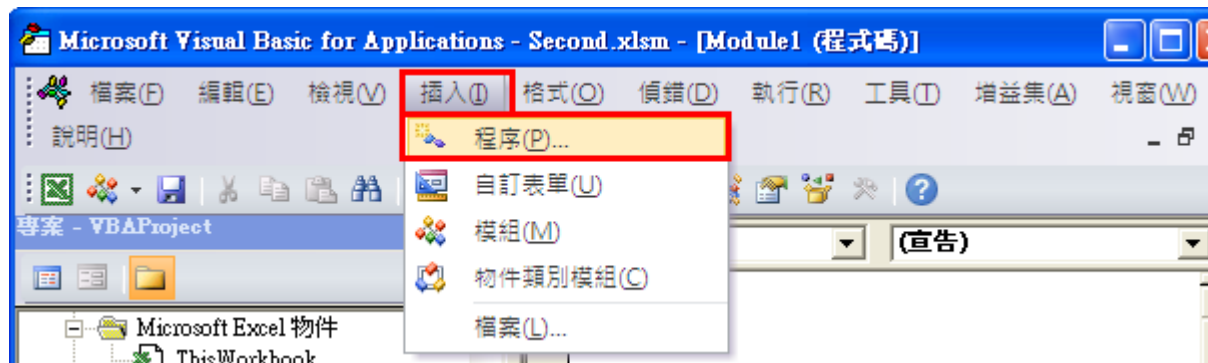 Microsoft Visual Basic for Applications - Second.xlsm - [Module1 (程式碼)]
檔案(F) 編輯(E) 檢視(V) 插入(I) 格式(O) 偵錯(D) 執行(R) 工具(T) 增益集(A) 視窗(W)
說明(H)
程序(P)...
自訂表單(U)
模組(M)
物件類別模組(C)
檔案(L)...
專案 - VBAProject
(宣告)
Microsoft Excel 物件
ThisWorkbook